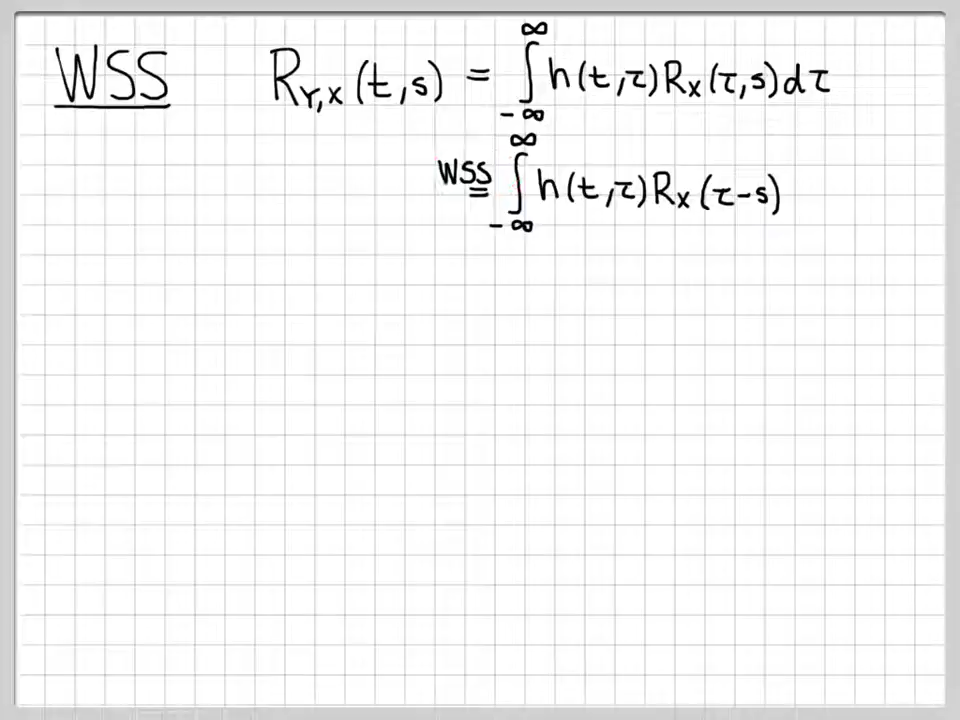 WSS R_{Y,X}(t,s) = ∫_{-∞}^{∞} h(t,τ)R_X(τ,s)dτ
WSS= ∫_{-∞}^{∞} h(t,τ)R_X(τ-s)